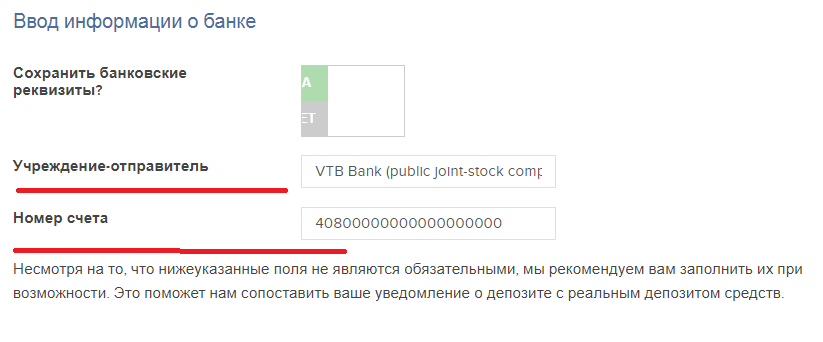 Ввод информации о банке
Сохранить банковские
реквизиты?
А
ЕТ
Учреждение-отправитель
VTB Bank (public joint-stock comp
Номер счета
40800000000000000000
Несмотря на то, что нижеуказанные поля не являются обязательными, мы рекомендуем вам заполнить их при
возможности. Это поможет нам сопоставить ваше уведомление о депозите с реальным депозитом средств.